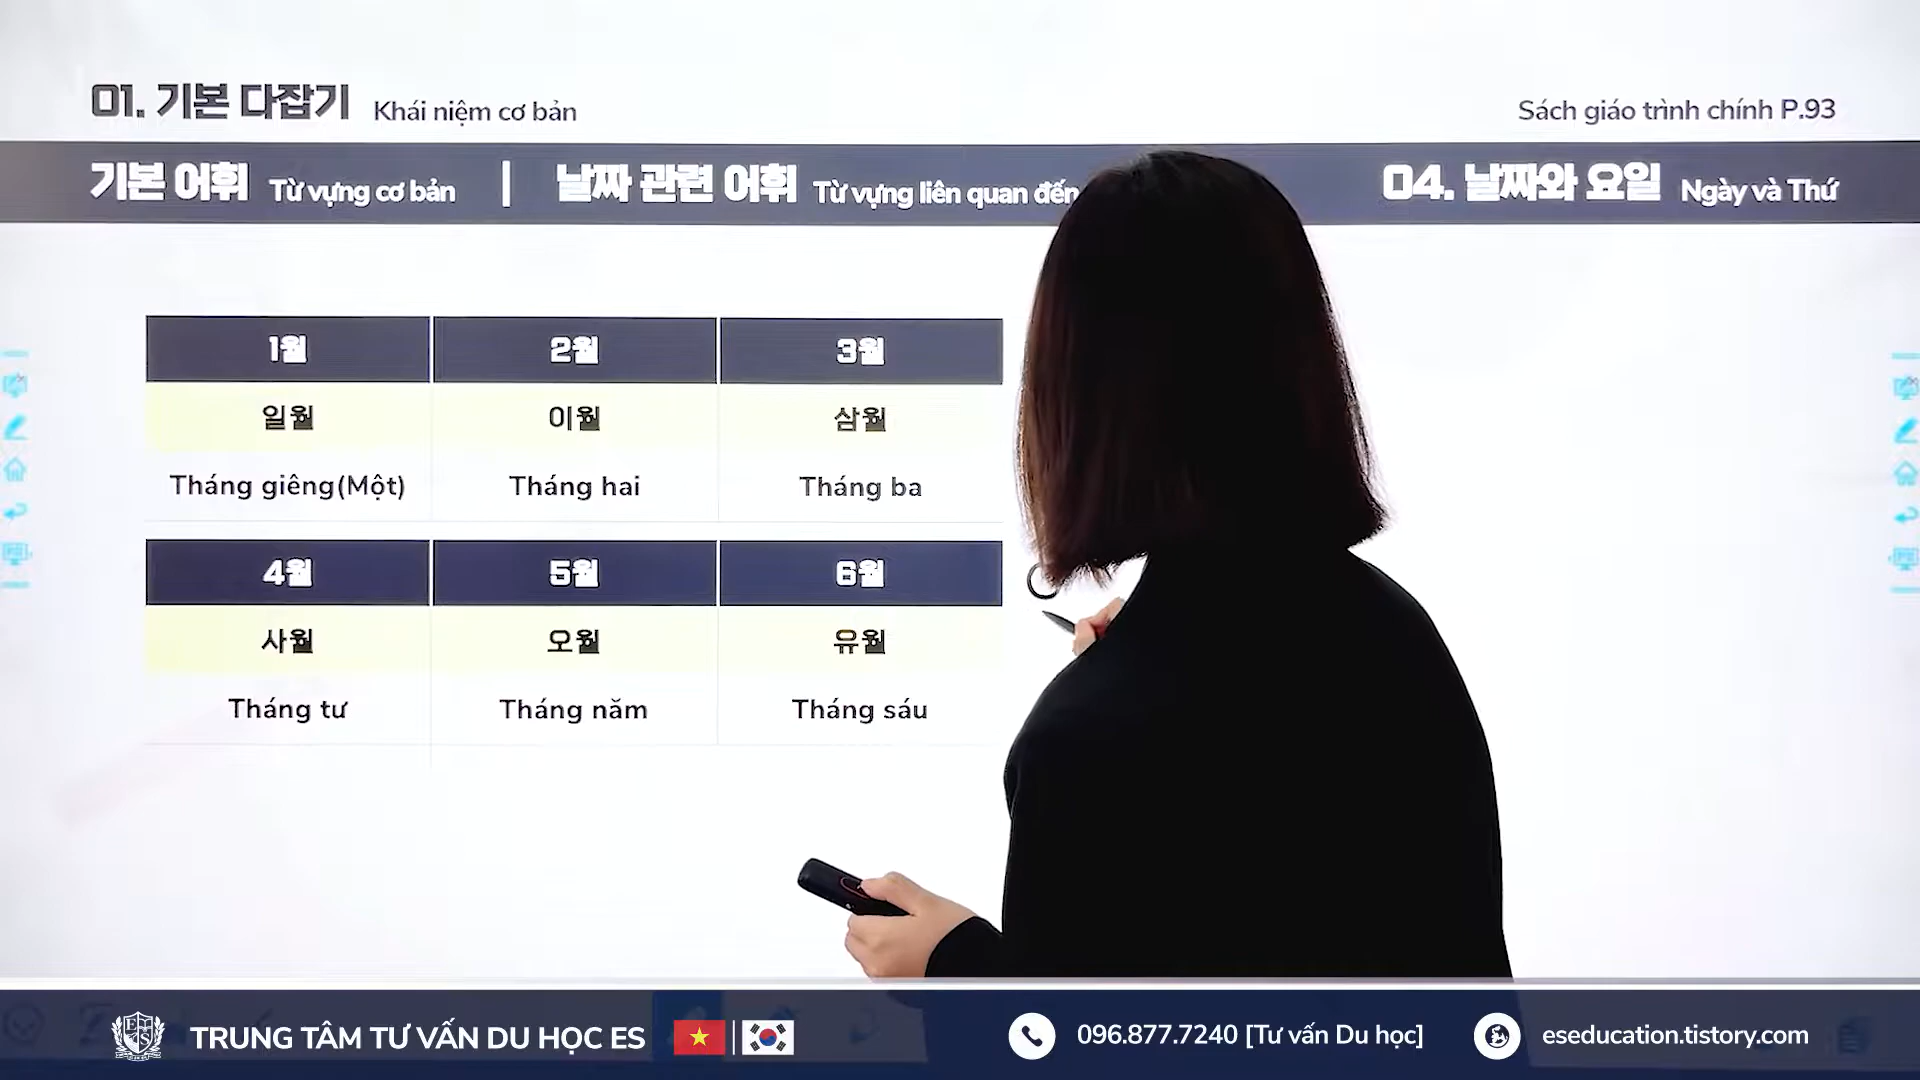 01. 기본 다잡기 Khái niệm cơ bản
Sách giáo trình chính P.93
기본 어휘 Từ vựng cơ bản | 날짜 관련 어휘 Từ vựng liên quan đến
04. 날짜와 요일 Ngày và Thứ
1월 2월 3월
일월 이월 삼월
Tháng giêng(Một) Tháng hai Tháng ba
4월 5월 6월
사월 오월 유월
Tháng tư Tháng năm Tháng sáu
TRUNG TÂM TƯ VẤN DU HỌC ES
096.877.7240 [Tư vấn Du học]
eseducation.tistory.com